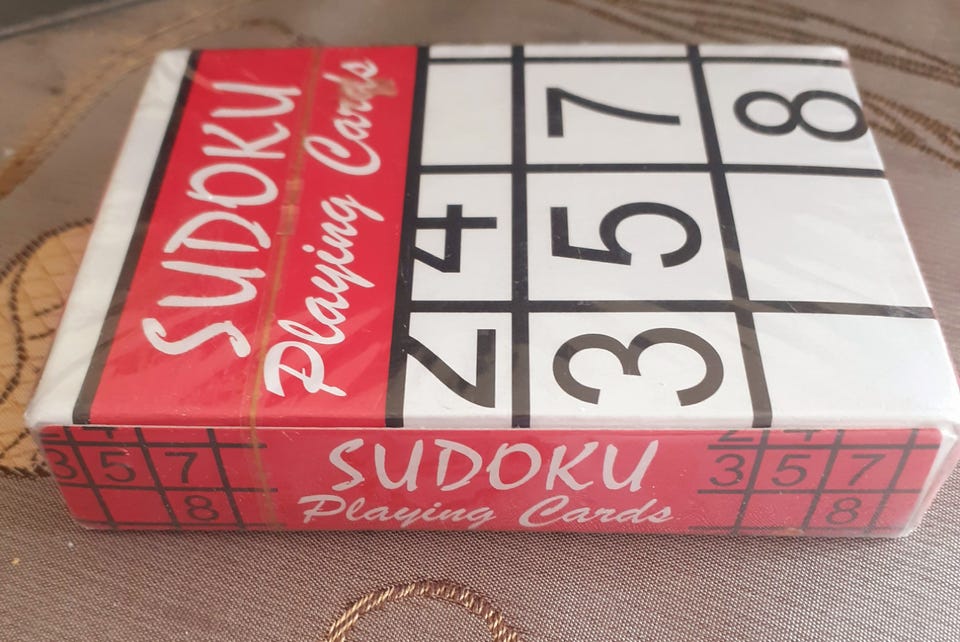 SUDOKU
Playing Cards
2 4
3 5 7
8
3 5 7
8
SUDOKU
Playing Cards
3 5 7
8